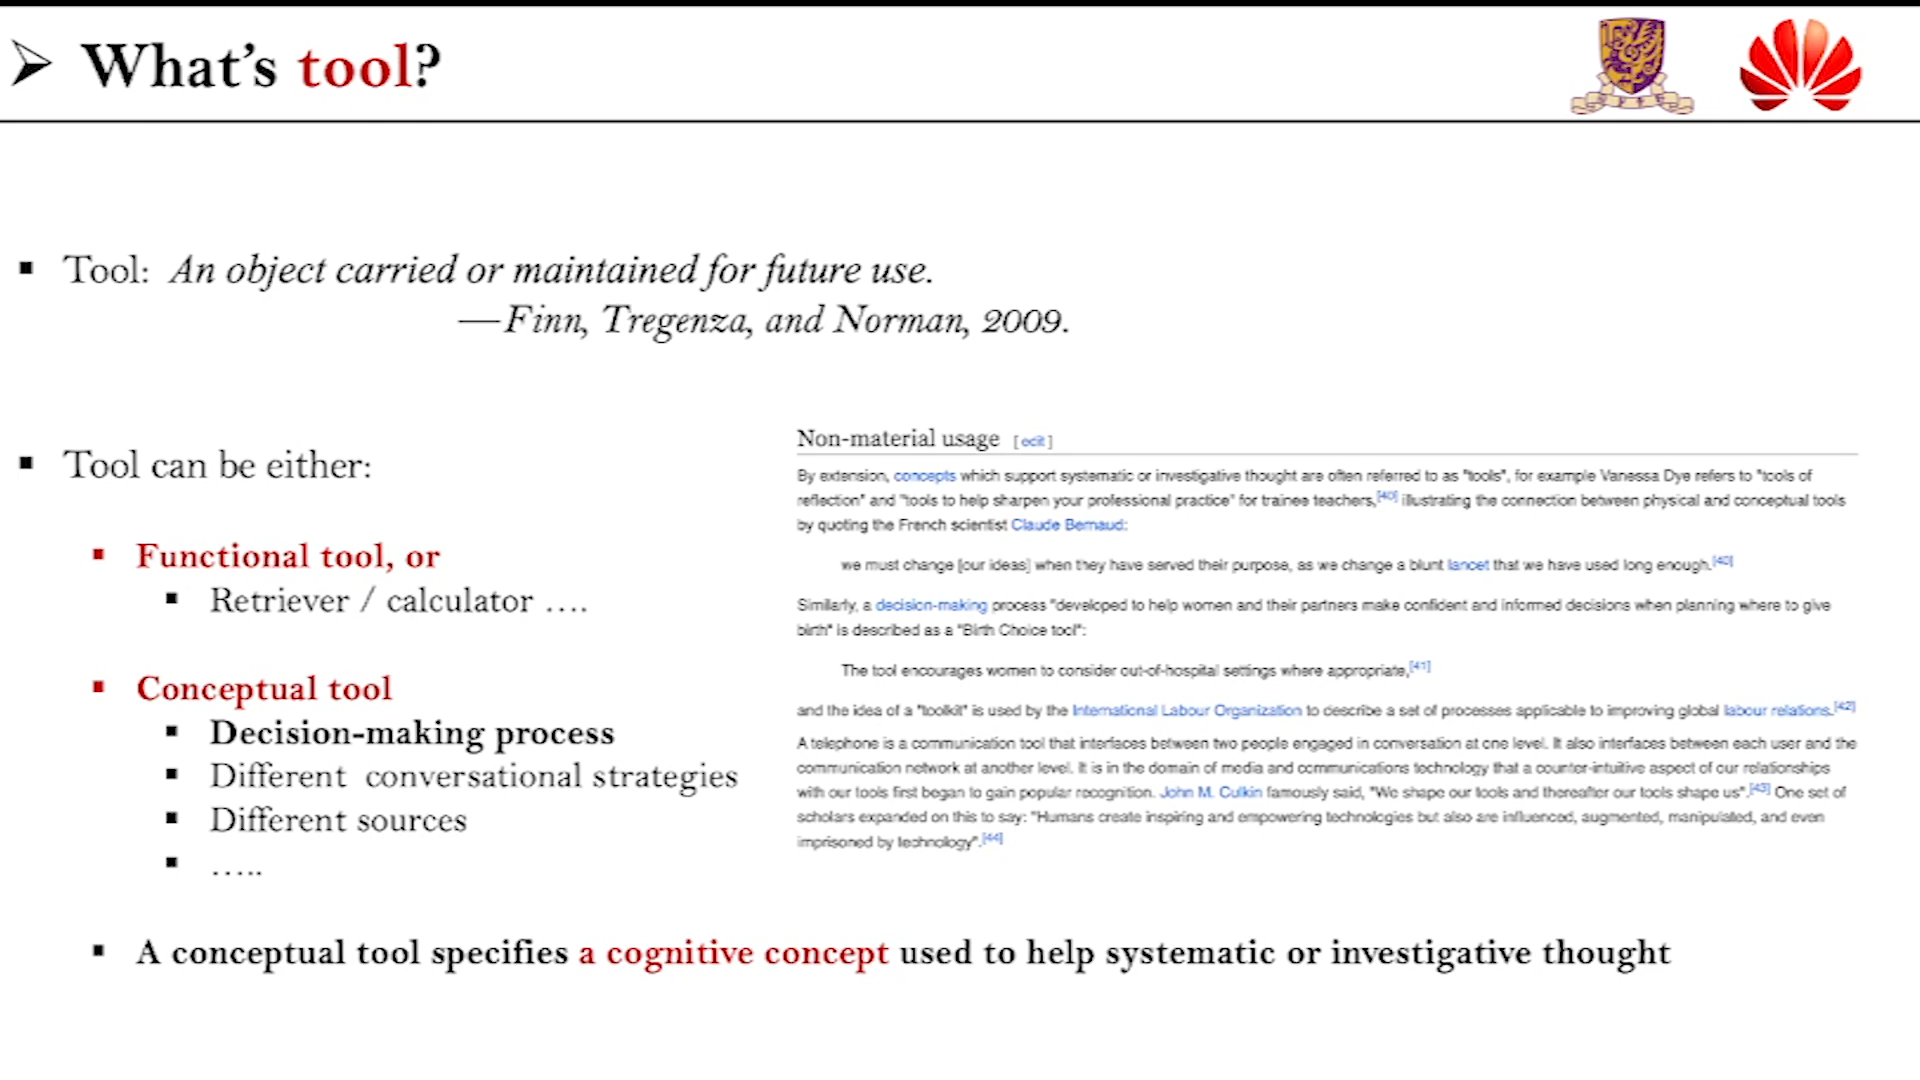 What's tool?
Tool: An object carried or maintained for future use.
—Finn, Tregenza, and Norman, 2009.
Tool can be either:
Functional tool, or
Retriever / calculator ….
Conceptual tool
Decision-making process
Different conversational strategies
Different sources
…..
Non-material usage [edit]
By extension, concepts which support systematic or investigative thought are often referred to as "tools", for example Vanessa Dye refers to "tools of
reflection" and "tools to help sharpen your professional practice" for trainee teachers,[40] illustrating the connection between physical and conceptual tools
by quoting the French scientist Claude Bernaud:
we must change [our ideas] when they have served their purpose, as we change a blunt lancet that we have used long enough.[40]
Similarly, a decision-making process "developed to help women and their partners make confident and informed decisions when planning where to give
birth" is described as a "Birth Choice tool":
The tool encourages women to consider out-of-hospital settings where appropriate,[41]
and the idea of a "toolkit" is used by the International Labour Organization to describe a set of processes applicable to improving global labour relations.[42]
A telephone is a communication tool that interfaces between two people engaged in conversation at one level. It also interfaces between each user and the
communication network at another level. It is in the domain of media and communications technology that a counter-intuitive aspect of our relationships
with our tools first began to gain popular recognition. John M. Culkin famously said, "We shape our tools and thereafter our tools shape us".[43] One set of
scholars expanded on this to say: "Humans create inspiring and empowering technologies but also are influenced, augmented, manipulated, and even
imprisoned by technology".[44]
A conceptual tool specifies a cognitive concept used to help systematic or investigative thought